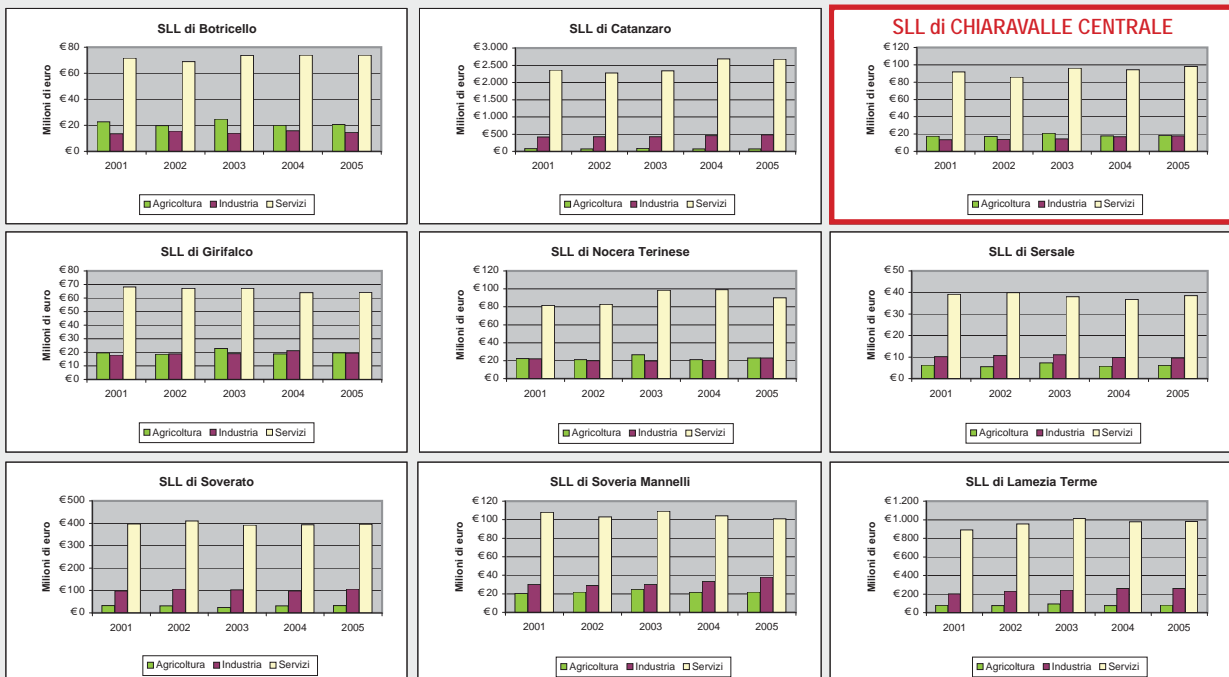 SLL di Botricello
Milioni di euro
€80
€60
€40
€20
€0
2001 2002 2003 2004 2005
Agricoltura Industria Servizi
SLL di Catanzaro
Milioni di euro
€3.000
€2.500
€2.000
€1.500
€1.000
€500
€0
2001 2002 2003 2004 2005
Agricoltura Industria Servizi
SLL di CHIARAVALLE CENTRALE
Milioni di euro
€120
€100
€80
€60
€40
€20
€0
2001 2002 2003 2004 2005
Agricoltura Industria Servizi
SLL di Girifalco
Milioni di euro
€80
€70
€60
€50
€40
€30
€20
€10
€0
2001 2002 2003 2004 2005
Agricoltura Industria Servizi
SLL di Nocera Terinese
Milioni di euro
€120
€100
€80
€60
€40
€20
€0
2001 2002 2003 2004 2005
Agricoltura Industria Servizi
SLL di Sersale
Milioni di euro
€50
€40
€30
€20
€10
€0
2001 2002 2003 2004 2005
Agricoltura Industria Servizi
SLL di Soverato
Milioni di euro
€500
€400
€300
€200
€100
€0
2001 2002 2003 2004 2005
Agricoltura Industria Servizi
SLL di Soveria Mannelli
Milioni di euro
€120
€100
€80
€60
€40
€20
€0
2001 2002 2003 2004 2005
Agricoltura Industria Servizi
SLL di Lamezia Terme
Milioni di euro
€1.200
€1.000
€800
€600
€400
€200
€0
2001 2002 2003 2004 2005
Agricoltura Industria Servizi